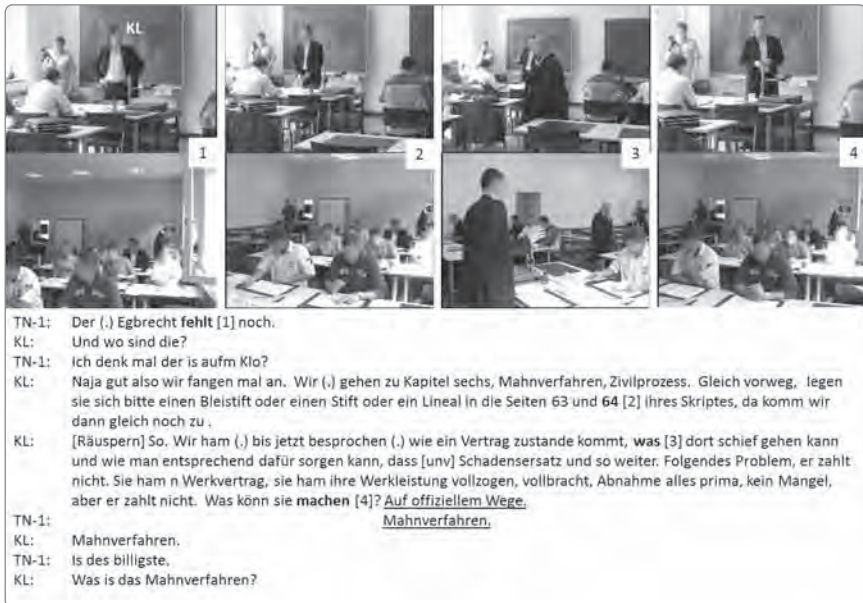 KL
1
2
3
4
TN-1: Der (.) Egbrecht fehlt [1] noch.
KL: Und wo sind die?
TN-1: Ich denk mal der is aufm Klo?
KL: Naja gut also wir fangen mal an. Wir (.) gehen zu Kapitel sechs, Mahnverfahren, Zivilprozess. Gleich vorweg, legen
sie sich bitte einen Bleistift oder einen Stift oder ein Lineal in die Seiten 63 und 64 [2] ihres Skriptes, da komm wir
dann gleich noch zu .
KL: [Räuspern] So. Wir ham (.) bis jetzt besprochen (.) wie ein Vertrag zustande kommt, was [3] dort schief gehen kann
und wie man entsprechend dafür sorgen kann, dass [unv] Schadensersatz und so weiter. Folgendes Problem, er zahlt
nicht. Sie ham n Werkvertrag, sie ham ihre Werkleistung vollzogen, vollbracht, Abnahme alles prima, kein Mangel,
aber er zahlt nicht. Was könn sie machen [4]? Auf offiziellem Wege.
TN-1: Mahnverfahren.
KL: Mahnverfahren.
TN-1: Is des billigste.
KL: Was is das Mahnverfahren?